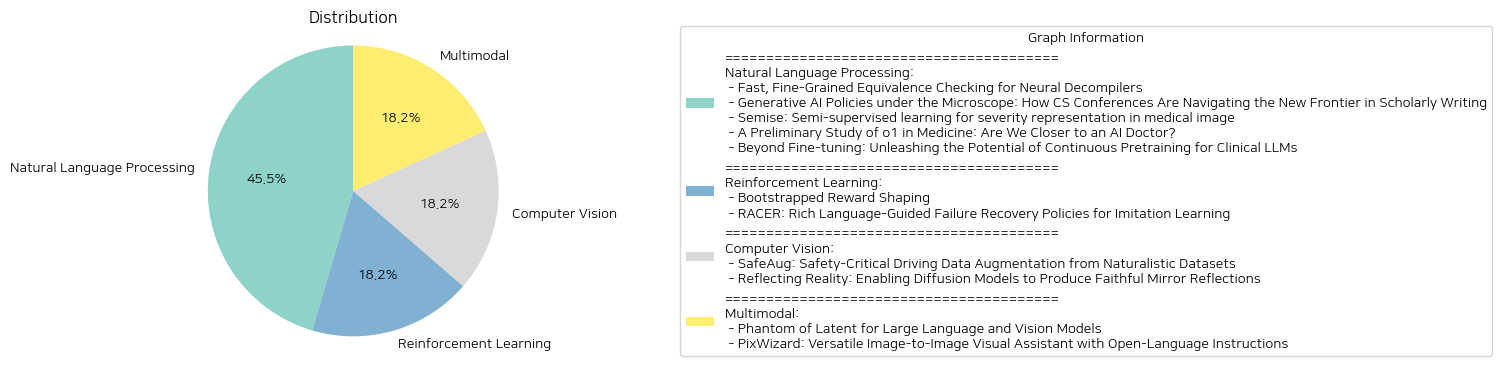 Distribution
Multimodal
18.2%
Natural Language Processing
45.5%
18.2%
Computer Vision
18.2%
Reinforcement Learning
Graph Information
========================================
Natural Language Processing:
- Fast, Fine-Grained Equivalence Checking for Neural Decompilers
- Generative AI Policies under the Microscope: How CS Conferences Are Navigating the New Frontier in Scholarly Writing
- Semise: Semi-supervised learning for severity representation in medical image
- A Preliminary Study of o1 in Medicine: Are We Closer to an AI Doctor?
- Beyond Fine-tuning: Unleashing the Potential of Continuous Pretraining for Clinical LLMs
========================================
Reinforcement Learning:
- Bootstrapped Reward Shaping
- RACER: Rich Language-Guided Failure Recovery Policies for Imitation Learning
========================================
Computer Vision:
- SafeAug: Safety-Critical Driving Data Augmentation from Naturalistic Datasets
- Reflecting Reality: Enabling Diffusion Models to Produce Faithful Mirror Reflections
========================================
Multimodal:
- Phantom of Latent for Large Language and Vision Models
- PixWizard: Versatile Image-to-Image Visual Assistant with Open-Language Instructions